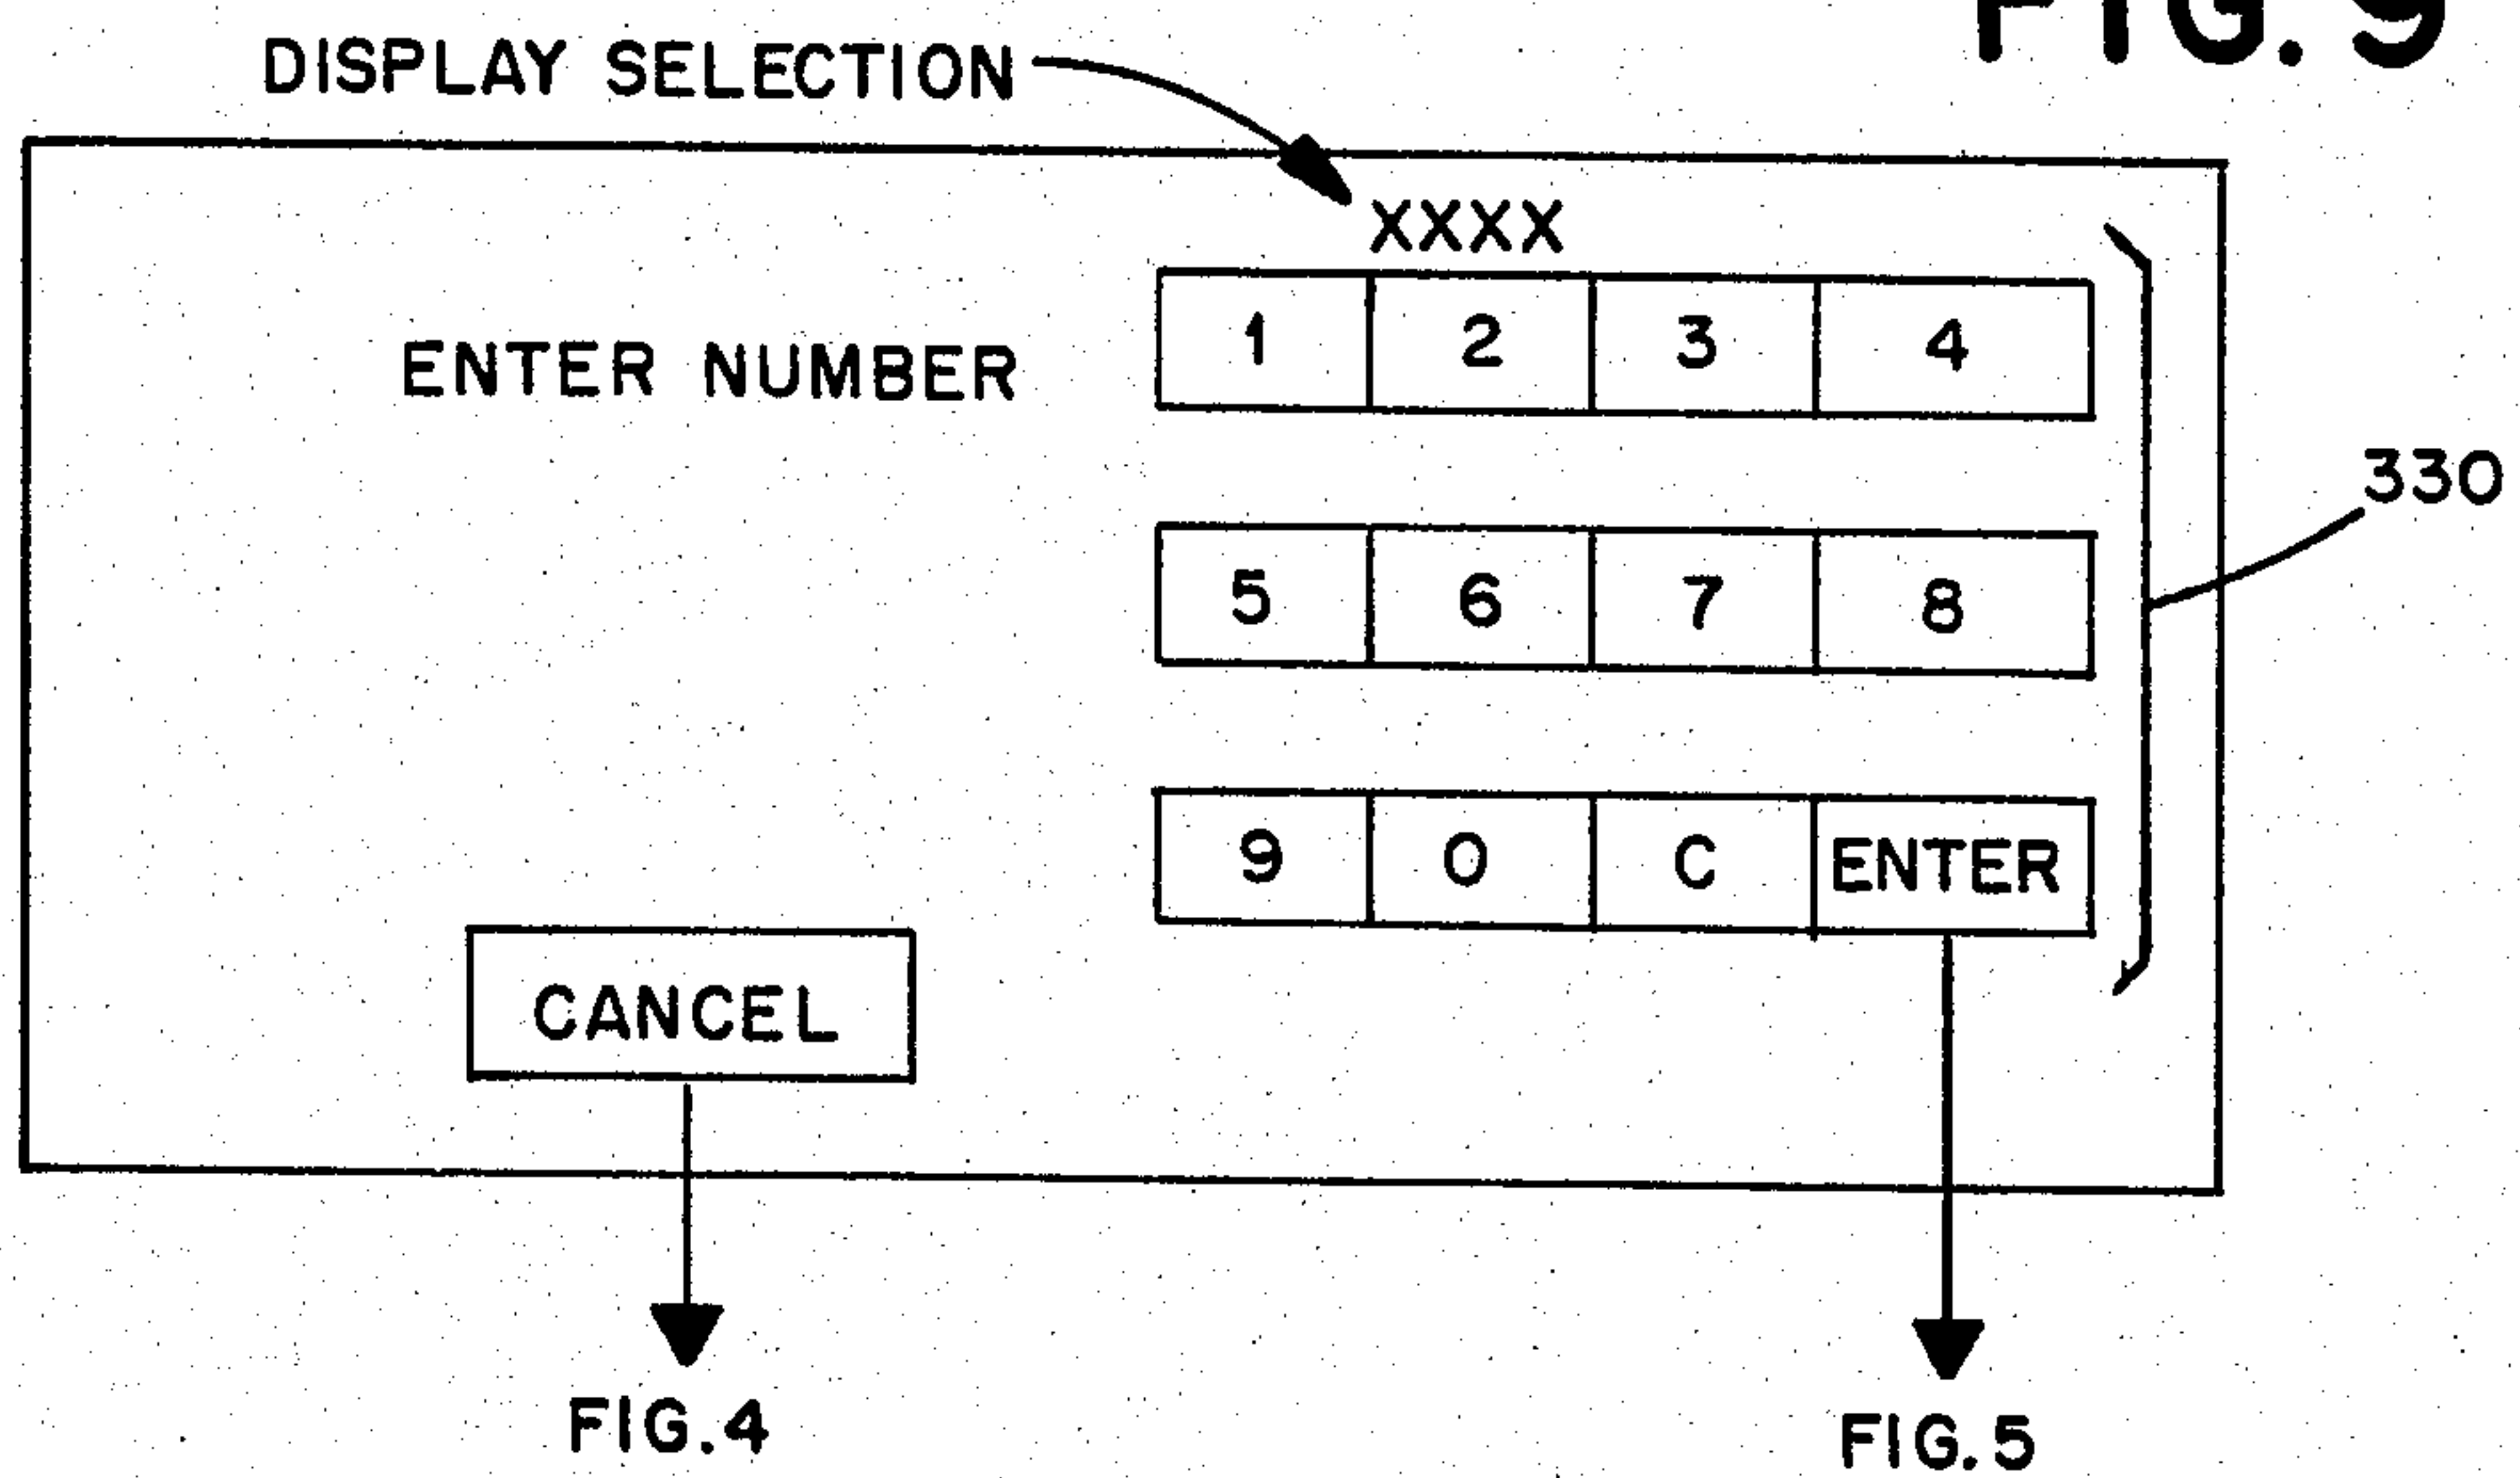 FIG. 9
DISPLAY SELECTION
XXXX
ENTER NUMBER
1 2 3 4
330
5 6 7 8
9 0 C ENTER
CANCEL
FIG.4
FIG.5